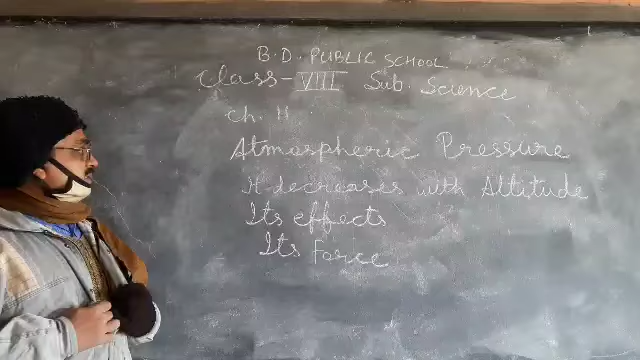 B.D. PUBLIC SCHOOL
Class-VIII Sub. Science
Ch. 11
Atmospheric Pressure
It decreases with Altitude
Its effects
Its Force